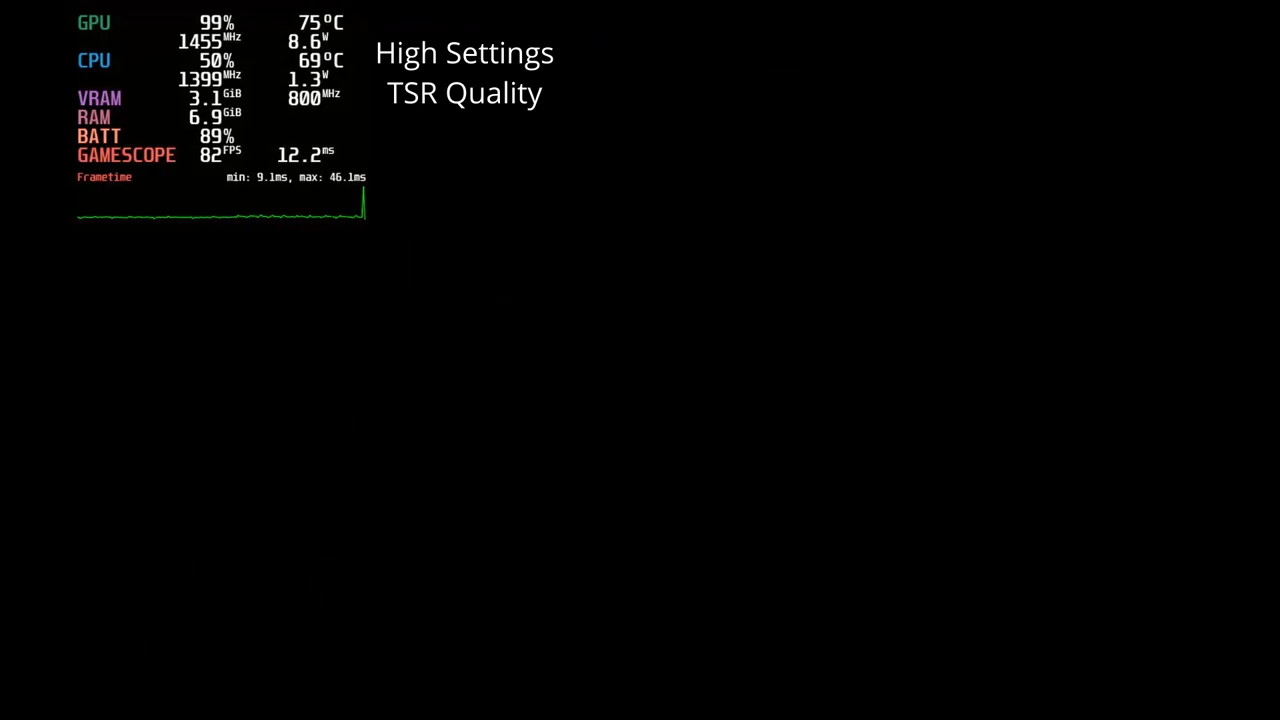 GPU 99% 75°C
1455MHz 8.6W
CPU 50% 69°C
1399MHz 1.3W
VRAM 3.1GiB 800MHz
RAM 6.9GiB
BATT 89%
GAMESCOPE 82FPS 12.2ms
Frametime min: 9.1ms, max: 46.1ms
High Settings
TSR Quality